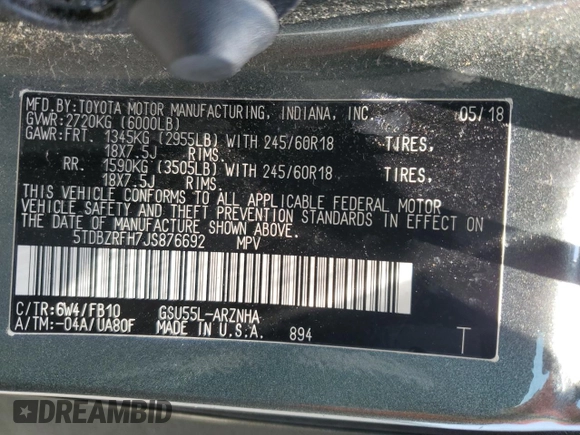 MFD.BY:TOYOTA MOTOR MANUFACTURING, INDIANA, INC. 05/18
GVWR:2720KG (6000LB)
GAWR:FRT. 1345KG (2955LB) WITH 245/60R18 TIRES,
18X7.5J RIMS.
RR. 1590KG (3505LB) WITH 245/60R18 TIRES,
18X7.5J RIMS.
THIS VEHICLE CONFORMS TO ALL APPLICABLE FEDERAL MOTOR
VEHICLE SAFETY AND THEFT PREVENTION STANDARDS IN EFFECT ON
THE DATE OF MANUFACTURE SHOWN ABOVE.
5TDBZRFH7JS876692 MPV
C/TR:6W4/FB10 GSU55L-ARZNHA
A/TM:-04A/UA80F MADE IN U.S.A. 894 T
DREAMBID